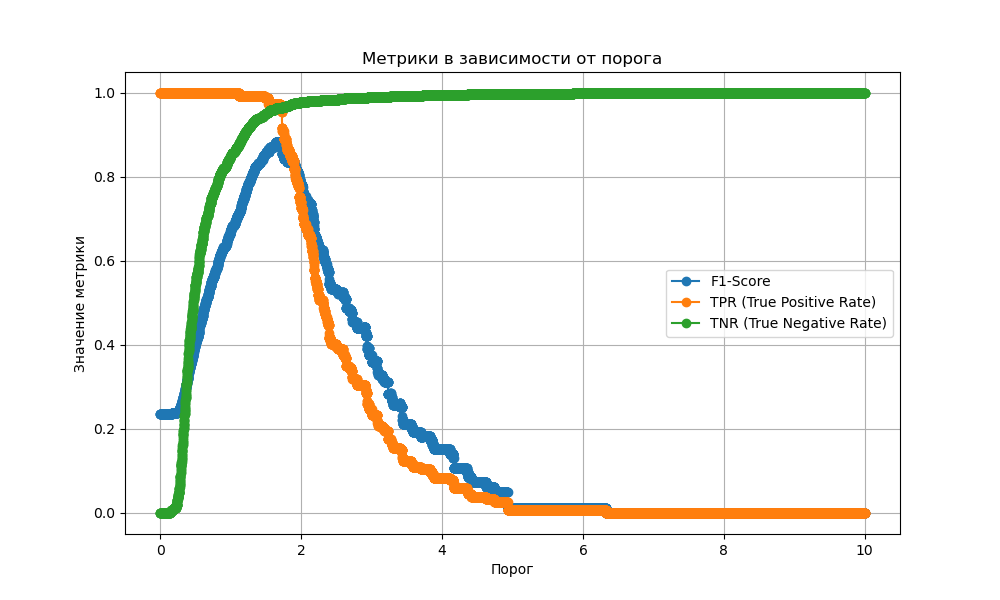 Метрики в зависимости от порога
Значение метрики
1.0
0.8
0.6
0.4
0.2
0.0
F1-Score
TPR (True Positive Rate)
TNR (True Negative Rate)
0 2 4 6 8 10
Порог